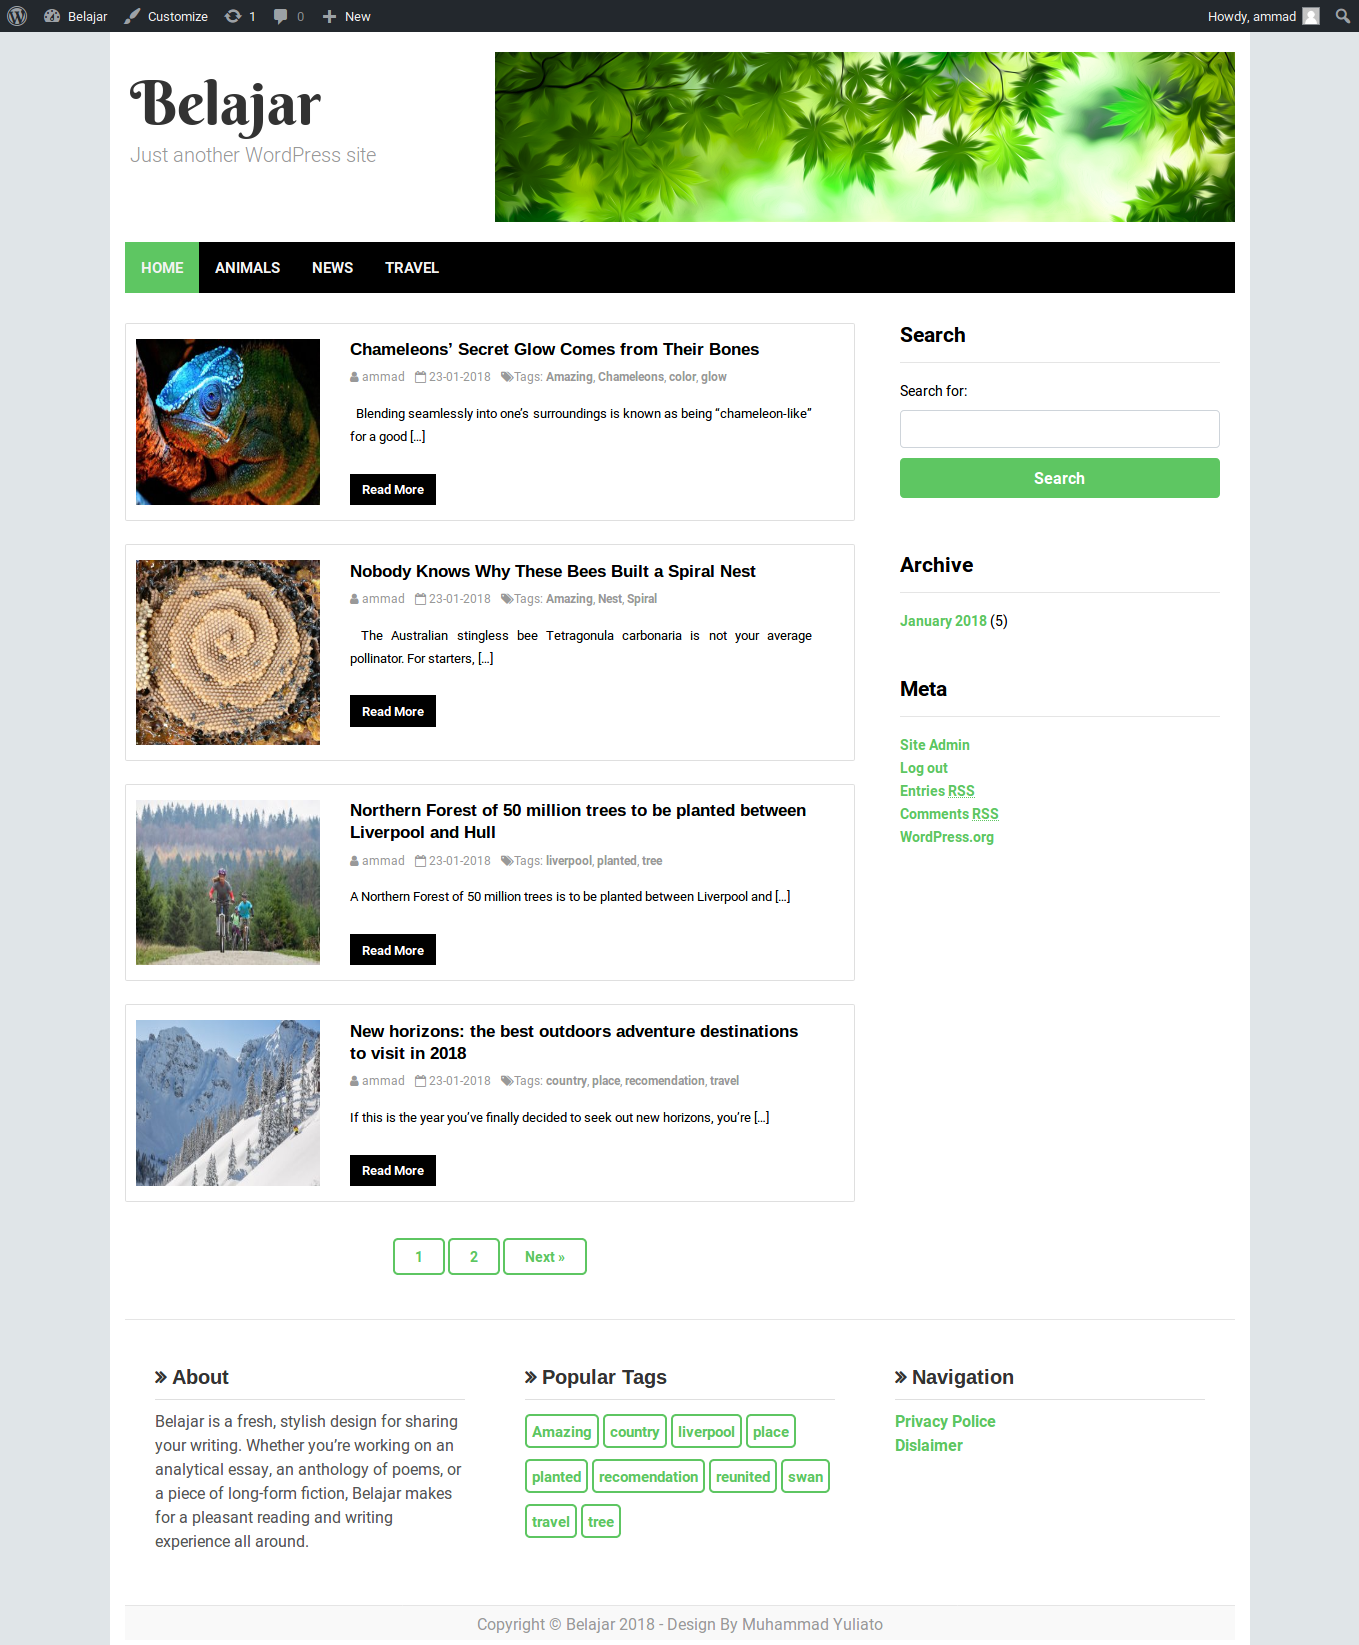 Belajar Customize 1 0 New Howdy, ammad
Belajar
Just another WordPress site
HOME ANIMALS NEWS TRAVEL
Chameleons’ Secret Glow Comes from Their Bones
ammad 23-01-2018 Tags: Amazing, Chameleons, color, glow
Blending seamlessly into one’s surroundings is known as being “chameleon-like”
for a good [...]
Read More
Nobody Knows Why These Bees Built a Spiral Nest
ammad 23-01-2018 Tags: Amazing, Nest, Spiral
The Australian stingless bee Tetragonula carbonaria is not your average
pollinator. For starters, [...]
Read More
Northern Forest of 50 million trees to be planted between
Liverpool and Hull
ammad 23-01-2018 Tags: liverpool, planted, tree
A Northern Forest of 50 million trees is to be planted between Liverpool and [...]
Read More
New horizons: the best outdoors adventure destinations
to visit in 2018
ammad 23-01-2018 Tags: country, place, recomendation, travel
If this is the year you’ve finally decided to seek out new horizons, you’re [...]
Read More
1 2 Next »
Search
Search for:
Search
Archive
January 2018 (5)
Meta
Site Admin
Log out
Entries RSS
Comments RSS
WordPress.org
About
Belajar is a fresh, stylish design for sharing
your writing. Whether you’re working on an
analytical essay, an anthology of poems, or
a piece of long-form fiction, Belajar makes
for a pleasant reading and writing
experience all around.
Popular Tags
Amazing country liverpool place
planted recomendation reunited swan
travel tree
Navigation
Privacy Police
Dislaimer
Copyright © Belajar 2018 - Design By Muhammad Yuliato